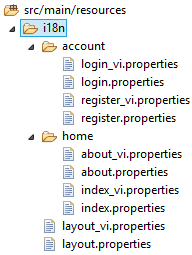 src/main/resources
i18n
account
login_vi.properties
login.properties
register_vi.properties
register.properties
home
about_vi.properties
about.properties
index_vi.properties
index.properties
layout_vi.properties
layout.properties